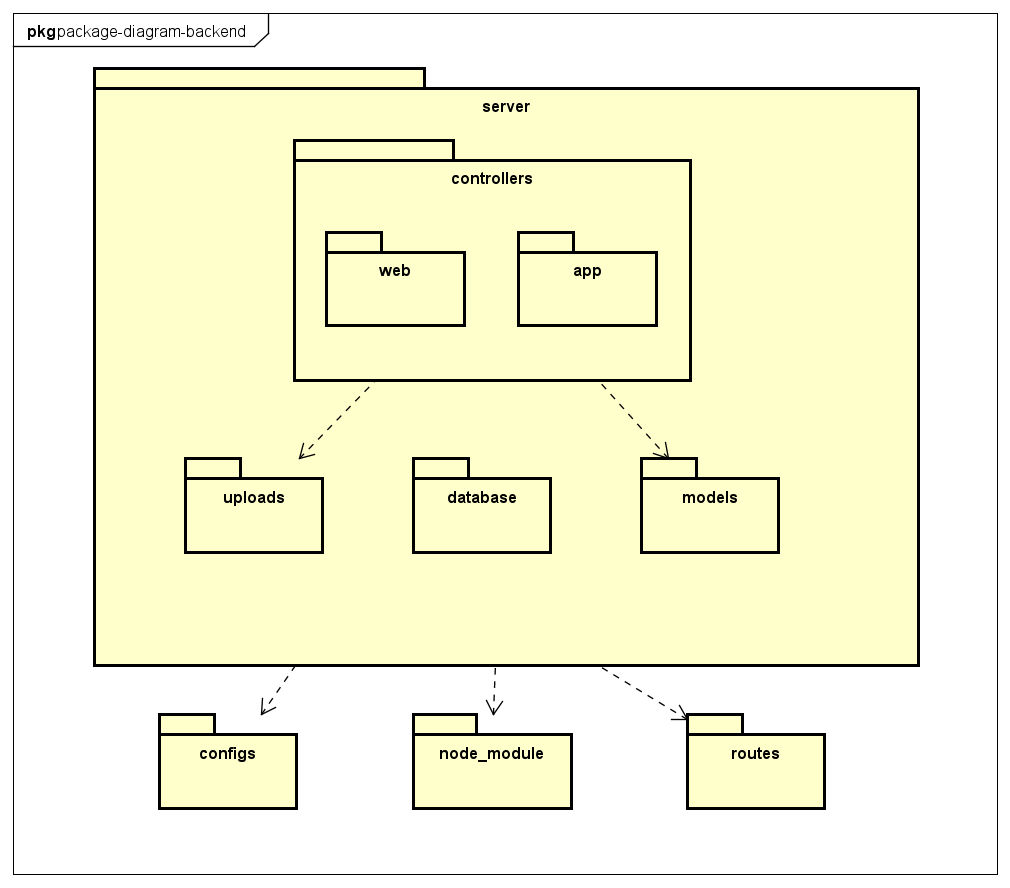 pkgpackage-diagram-backend
server
controllers
web
app
uploads
database
models
configs
node_module
routes